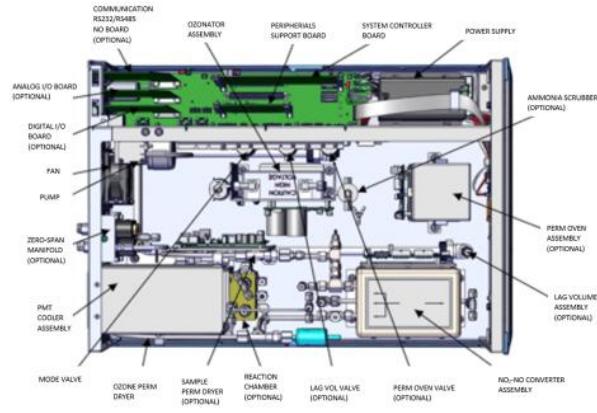 COMMUNICATION
RS232/RS485
NO BOARD
(OPTIONAL)
OZONATOR
ASSEMBLY
PERIPHERIALS
SUPPORT BOARD
SYSTEM CONTROLLER
BOARD
POWER SUPPLY
ANALOG I/O BOARD
(OPTIONAL)
AMMONIA SCRUBBER
(OPTIONAL)
DIGITAL I/O
BOARD
(OPTIONAL)
FAN
PUMP
CAUTION
HIGH
VOLTAGE
ZERO-SPAN
MANIFOLD
(OPTIONAL)
PERM OVEN
ASSEMBLY
(OPTIONAL)
PMT
COOLER
ASSEMBLY
LAG VOLUME
ASSEMBLY
(OPTIONAL)
MODE VALVE
OZONE PERM
DRYER
SAMPLE
PERM DRYER
(OPTIONAL)
REACTION
CHAMBER
(OPTIONAL)
LAG VOL VALVE
(OPTIONAL)
PERM OVEN VALVE
(OPTIONAL)
NO₂-NO CONVERTER
ASSEMBLY